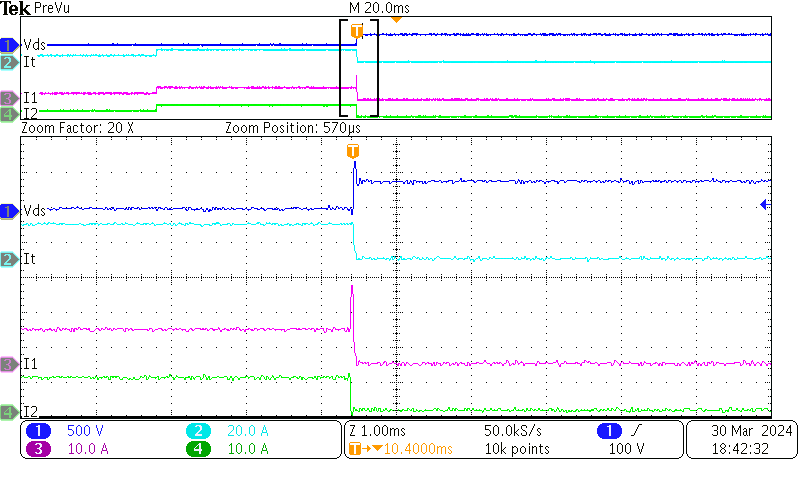 Tek PreVu M 20.0ms
T
1 Vds
2 It
3 I1
4 I2
Zoom Factor: 20 X Zoom Position: 570µs
T
1 Vds
2 It
3 I1
4 I2
1 500 V 2 20.0 A Z 1.00ms 50.0kS/s 1 30 Mar 2024
3 10.0 A 4 10.0 A T→▼10.4000ms 10k points 100 V 18:42:32